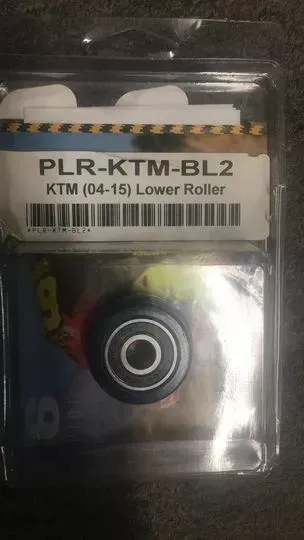 PLR-KTM-BL2
KTM (04-15) Lower Roller
*PLR-KTM-BL2*